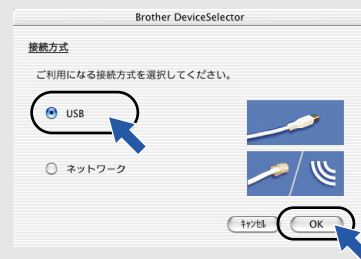 Brother DeviceSelector
接続方式
ご利用になる接続方式を選択してください。
USB
ネットワーク
キャンセル
OK